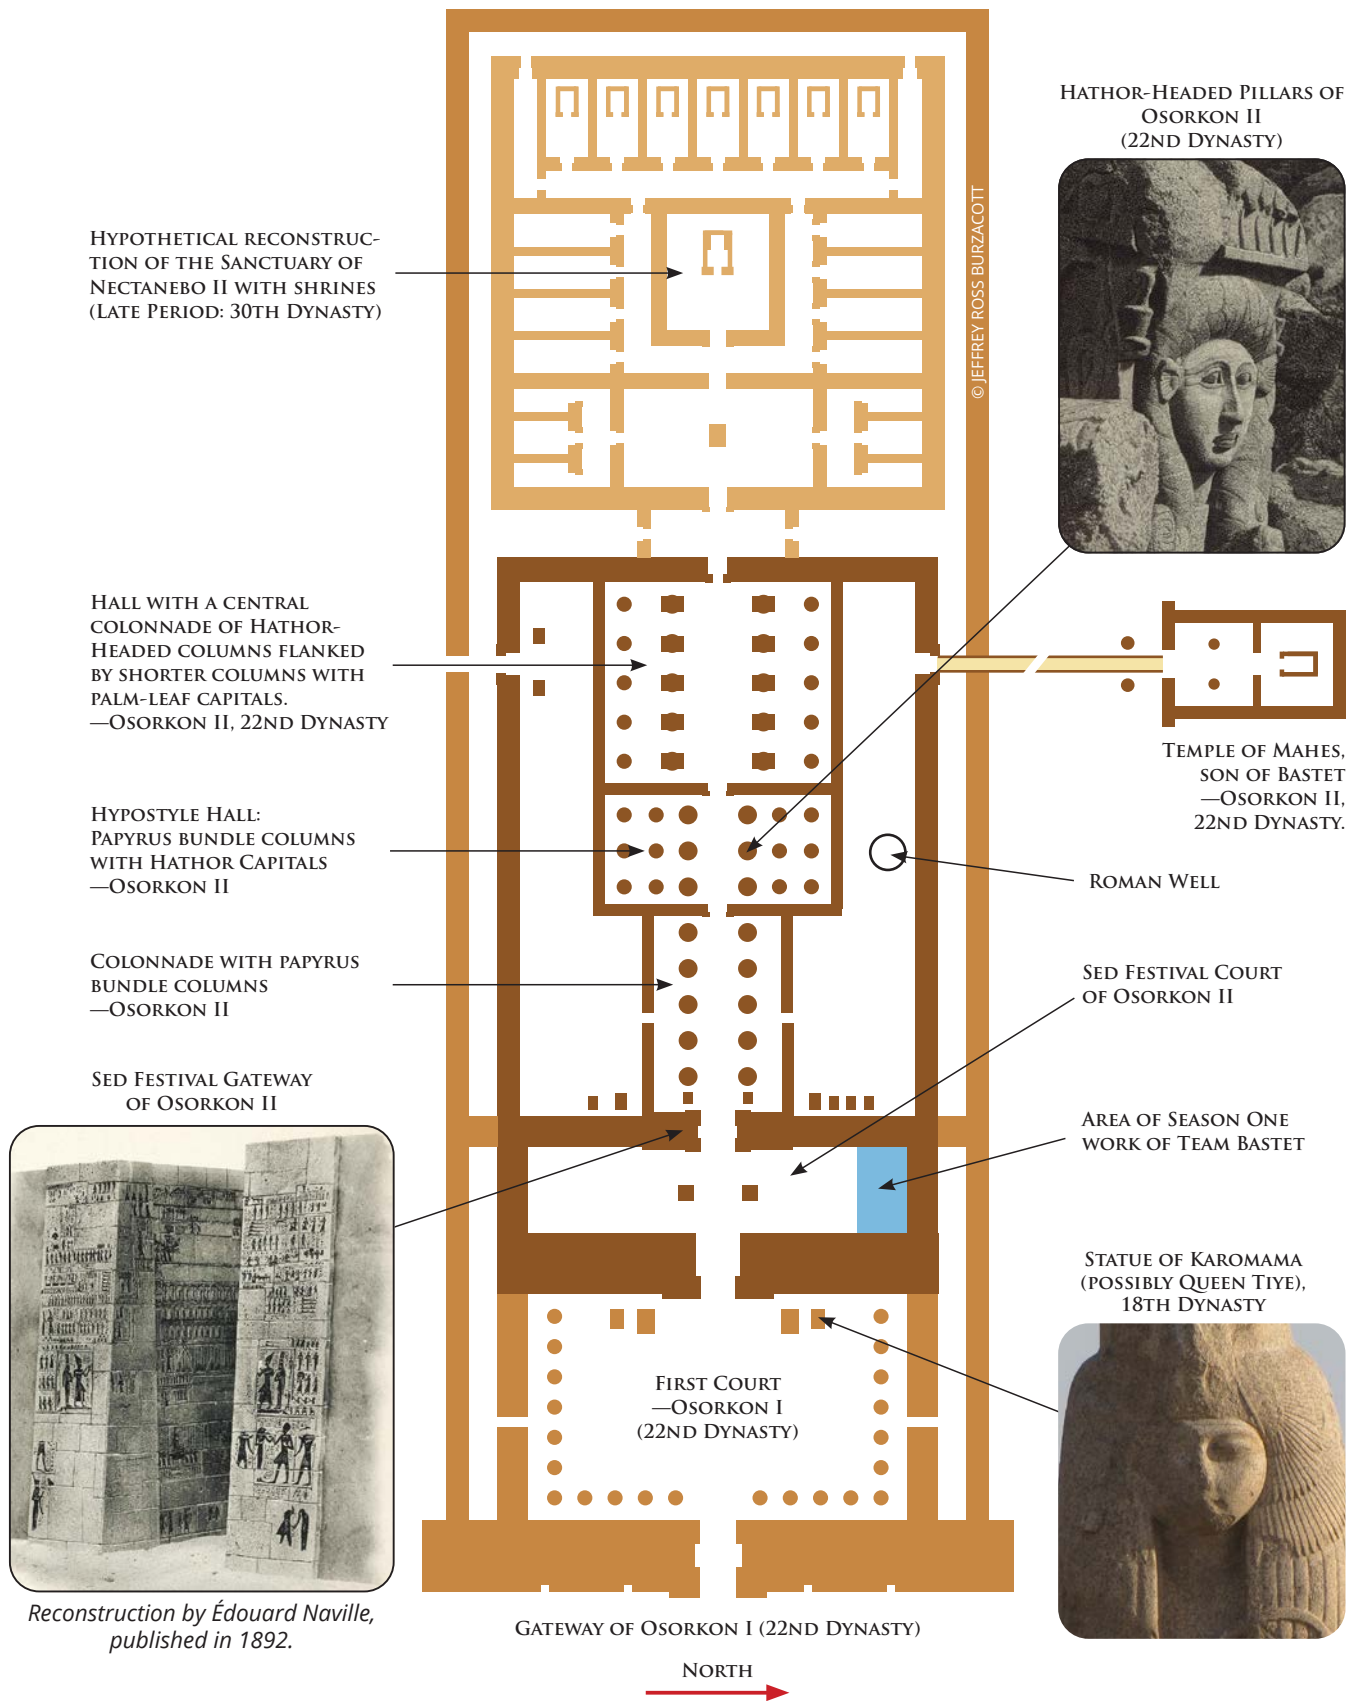 Hathor-Headed Pillars of
Osorkon II
(22nd Dynasty)
© JEFFREY ROSS BURZACOTT
Hypothetical reconstruc-
tion of the Sanctuary of
Nectanebo II with shrines
(Late Period: 30th Dynasty)
Hall with a central
colonnade of Hathor-
Headed columns flanked
by shorter columns with
palm-leaf capitals.
—Osorkon II, 22nd Dynasty
Temple of Mahes,
son of Bastet
—Osorkon II,
22nd Dynasty.
Hypostyle Hall:
Papyrus bundle columns
with Hathor Capitals
—Osorkon II
Roman Well
Colonnade with papyrus
bundle columns
—Osorkon II
Sed Festival Court
of Osorkon II
Sed Festival Gateway
of Osorkon II
Area of Season One
work of Team Bastet
Statue of Karomama
(possibly Queen Tiye),
18th Dynasty
First Court
—Osorkon I
(22nd Dynasty)
Reconstruction by Édouard Naville,
published in 1892.
Gateway of Osorkon I (22nd Dynasty)
North